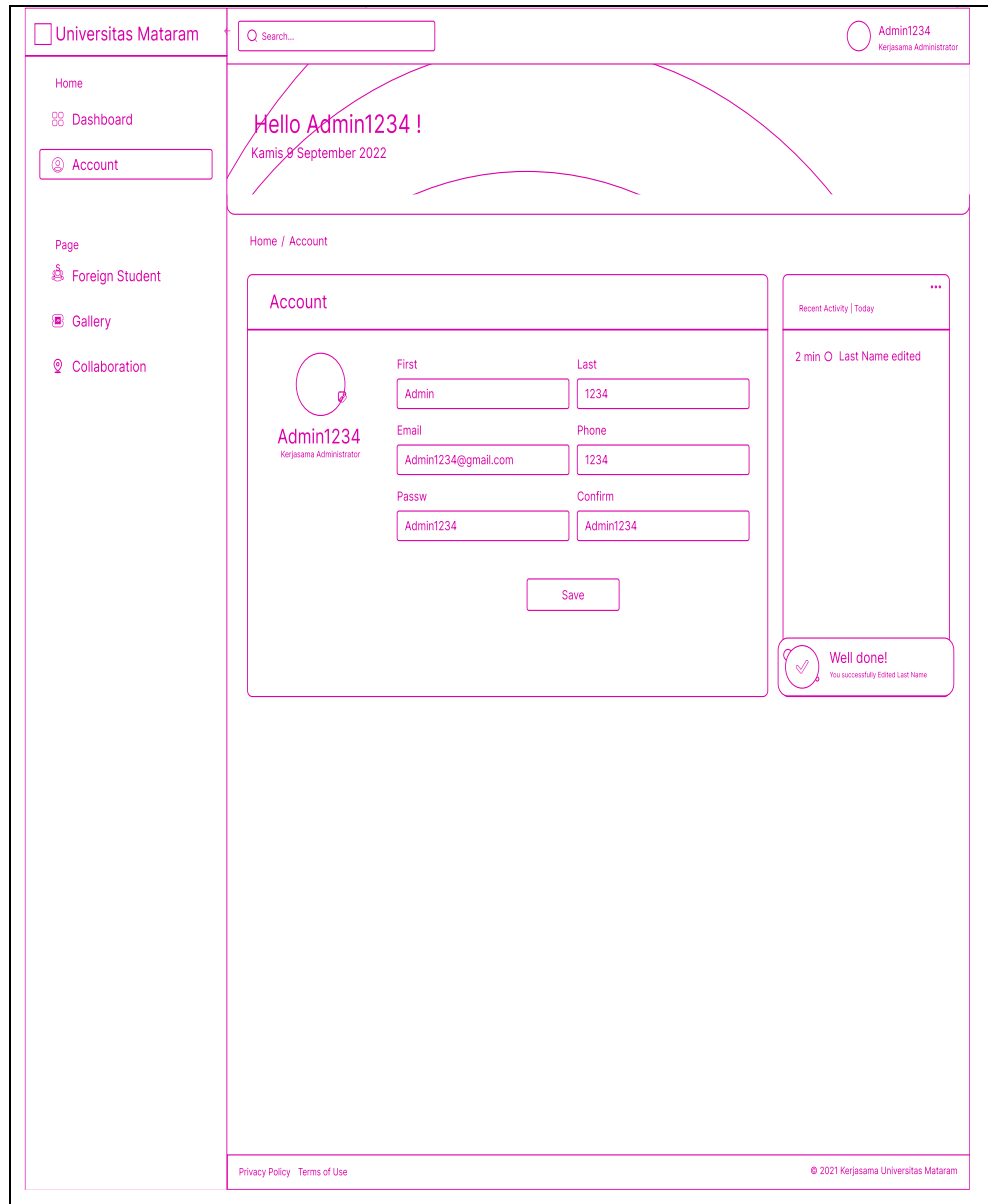 Universitas Mataram
Search...
Admin1234
Kerjasama Administrator
Home
Dashboard
Account
Page
Foreign Student
Gallery
Collaboration
Hello Admin1234 !
Kamis 9 September 2022
Home / Account
Account
Admin1234
Kerjasama Administrator
First
Last
Admin
1234
Email
Phone
Admin1234@gmail.com
1234
Passw
Confirm
Admin1234
Admin1234
Save
Recent Activity | Today
2 min Last Name edited
Well done!
You successfully Edited Last Name
Privacy Policy Terms of Use
© 2021 Kerjasama Universitas Mataram